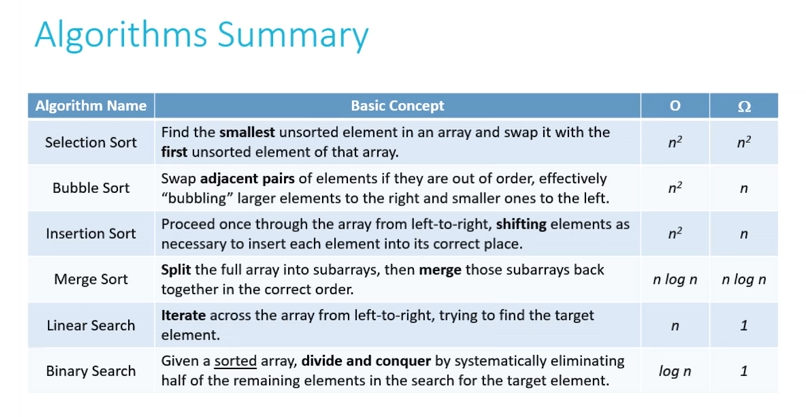 Algorithms Summary
Algorithm Name Basic Concept O Ω
Selection Sort Find the smallest unsorted element in an array and swap it with the first unsorted element of that array. n² n²
Bubble Sort Swap adjacent pairs of elements if they are out of order, effectively “bubbling” larger elements to the right and smaller ones to the left. n² n
Insertion Sort Proceed once through the array from left-to-right, shifting elements as necessary to insert each element into its correct place. n² n
Merge Sort Split the full array into subarrays, then merge those subarrays back together in the correct order. n log n n log n
Linear Search Iterate across the array from left-to-right, trying to find the target element. n 1
Binary Search Given a sorted array, divide and conquer by systematically eliminating half of the remaining elements in the search for the target element. log n 1